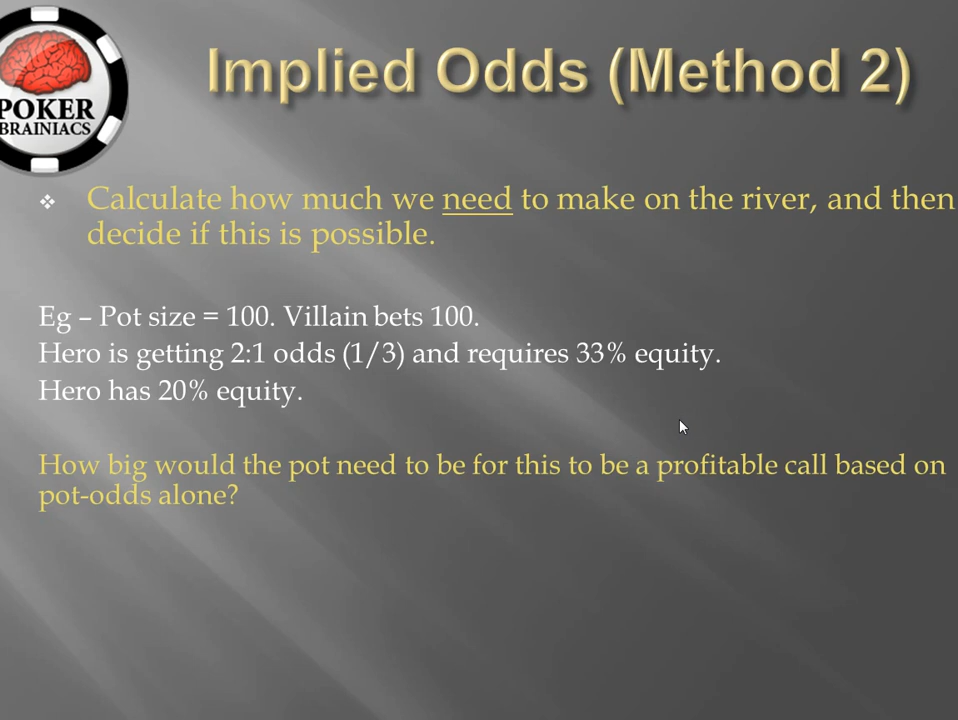 POKER
BRAINIACS
Implied Odds (Method 2)
❖ Calculate how much we need to make on the river, and then
decide if this is possible.
Eg – Pot size = 100. Villain bets 100.
Hero is getting 2:1 odds (1/3) and requires 33% equity.
Hero has 20% equity.
How big would the pot need to be for this to be a profitable call based on
pot-odds alone?